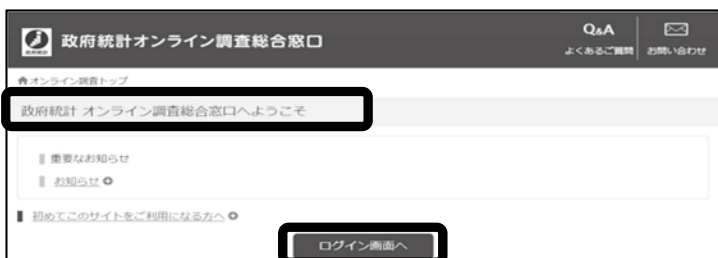 政府統計オンライン調査総合窓口
Q&A
よくあるご質問
お問い合わせ
オンライン調査トップ
政府統計 オンライン調査総合窓口へようこそ
重要なお知らせ
お知らせ
初めてこのサイトをご利用になる方へ
ログイン画面へ